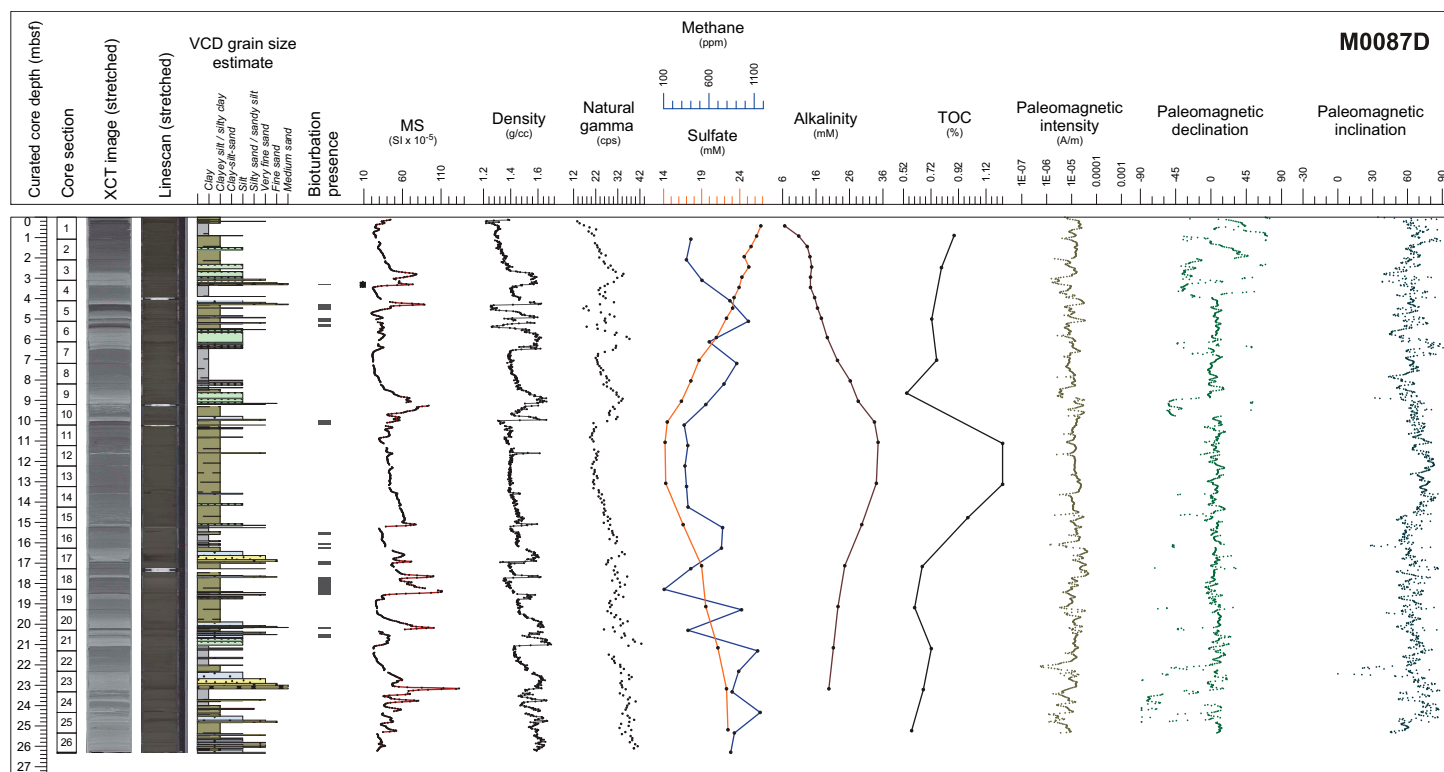 M0087D
Curated core depth (mbsf)
Core section
XCT image (stretched)
Linescan (stretched)
VCD grain size
estimate
Clay
Clayey silt / silty clay
Clay-silt-sand
Silt
Silty sand / sandy silt
Very fine sand
Fine sand
Medium sand
Bioturbation
presence
MS
(SI x 10-5)
10 60 110
Density
(g/cc)
1.2 1.4 1.6
Natural
gamma
(cps)
12 22 32 42
Methane
(ppm)
100 600 1100
Sulfate
(mM)
14 19 24
Alkalinity
(mM)
6 16 26 36
TOC
(%)
0.52 0.72 0.92 1.12
Paleomagnetic
intensity
(A/m)
1E-07 1E-06 1E-05 0.0001 0.001
Paleomagnetic
declination
-90 -45 0 45 90
Paleomagnetic
inclination
-30 0 30 60 90
0
1
2
3
4
5
6
7
8
9
10
11
12
13
14
15
16
17
18
19
20
21
22
23
24
25
26
27
1
2
3
4
5
6
7
8
9
10
11
12
13
14
15
16
17
18
19
20
21
22
23
24
25
26